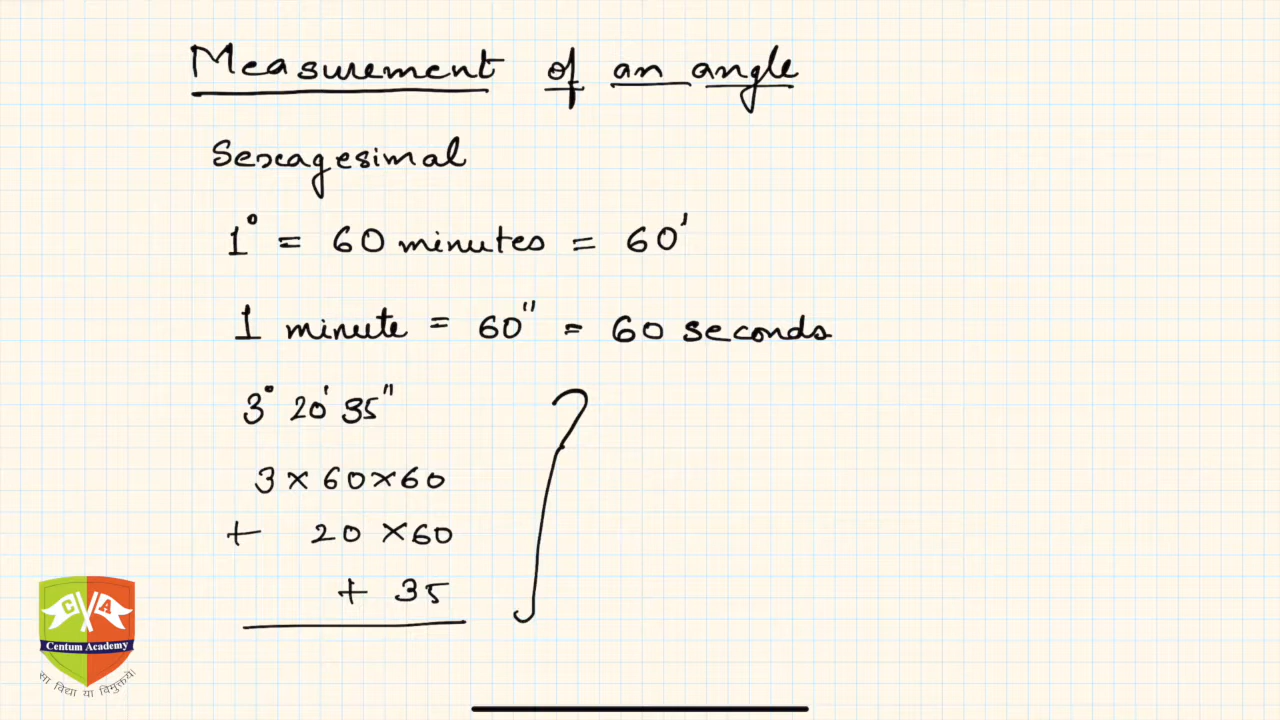 Measurement of an angle
Sexagesimal
1° = 60 minutes = 60'
1 minute = 60" = 60 seconds
3° 20' 35"
3 × 60 × 60
+ 20 × 60
+ 35
C A
Centum Academy
सा विद्या या विमुक्तये।